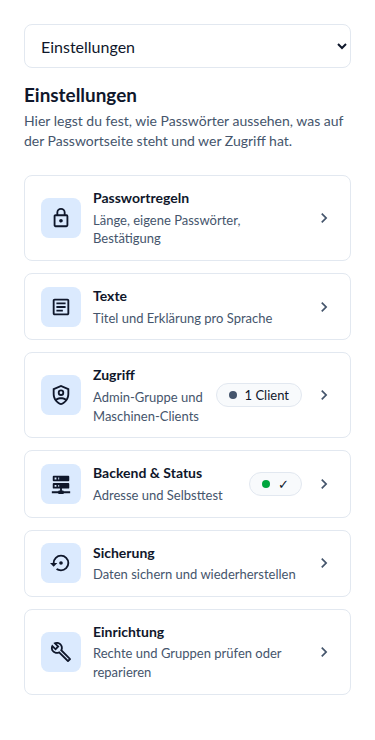 Einstellungen
Einstellungen
Hier legst du fest, wie Passwörter aussehen, was auf
der Passwortseite steht und wer Zugriff hat.
Passwortregeln
Länge, eigene Passwörter,
Bestätigung
Texte
Titel und Erklärung pro Sprache
Zugriff
Admin-Gruppe und
Maschinen-Clients
1 Client
Backend & Status
Adresse und Selbsttest
✓
Sicherung
Daten sichern und wiederherstellen
Einrichtung
Rechte und Gruppen prüfen oder
reparieren